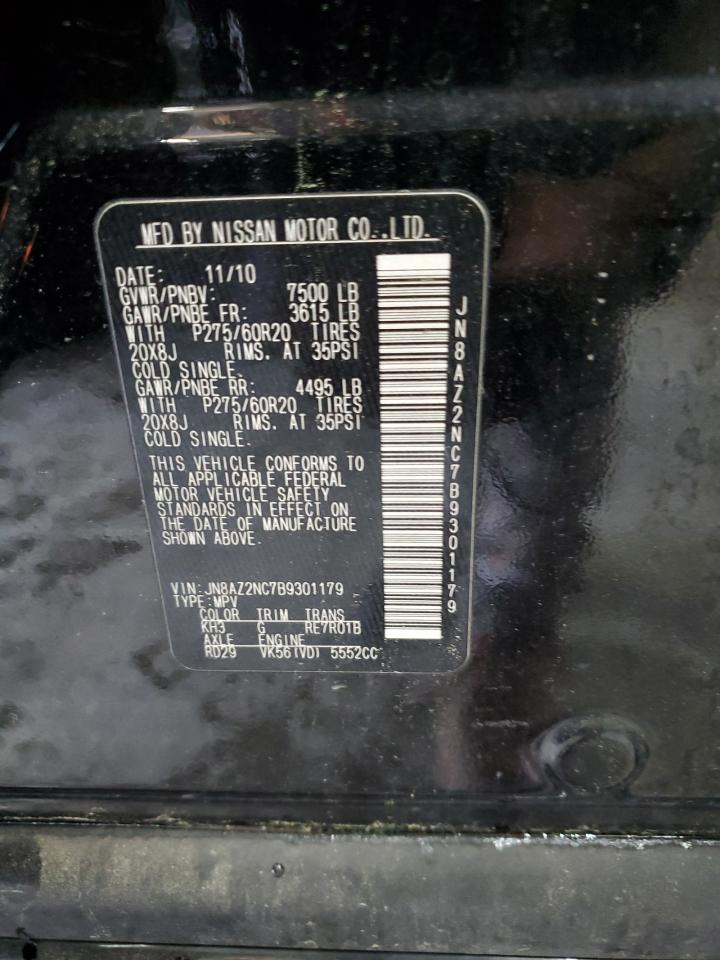 MFD BY NISSAN MOTOR CO.,LTD.
DATE: 11/10
GVWR/PNBV: 7500 LB
GAWR/PNBE FR: 3615 LB
WITH P275/60R20 TIRES
20X8J RIMS. AT 35PSI
COLD SINGLE.
GAWR/PNBE RR: 4495 LB
WITH P275/60R20 TIRES
20X8J RIMS. AT 35PSI
COLD SINGLE.
THIS VEHICLE CONFORMS TO
ALL APPLICABLE FEDERAL
MOTOR VEHICLE SAFETY
STANDARDS IN EFFECT ON
THE DATE OF MANUFACTURE
SHOWN ABOVE.
VIN:JN8AZ2NC7B9301179
TYPE:MPV
COLOR TRIM TRANS
KH3 G RE7R01B
AXLE ENGINE
RD29 VK56(VD) 5552CC
JN8AZ2NC7B9301179